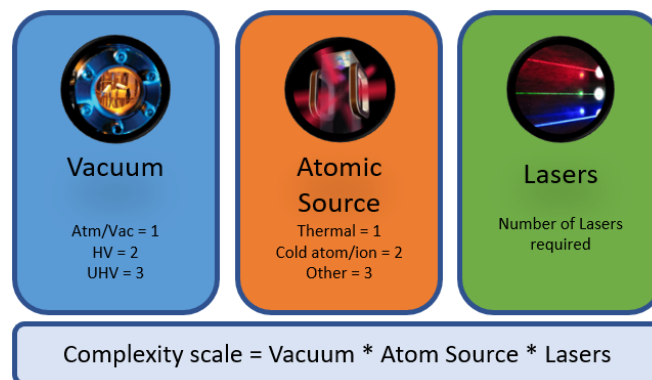 Vacuum
Atm/Vac = 1
HV = 2
UHV = 3
Atomic
Source
Thermal = 1
Cold atom/ion = 2
Other = 3
Lasers
Number of Lasers
required
Complexity scale = Vacuum * Atom Source * Lasers